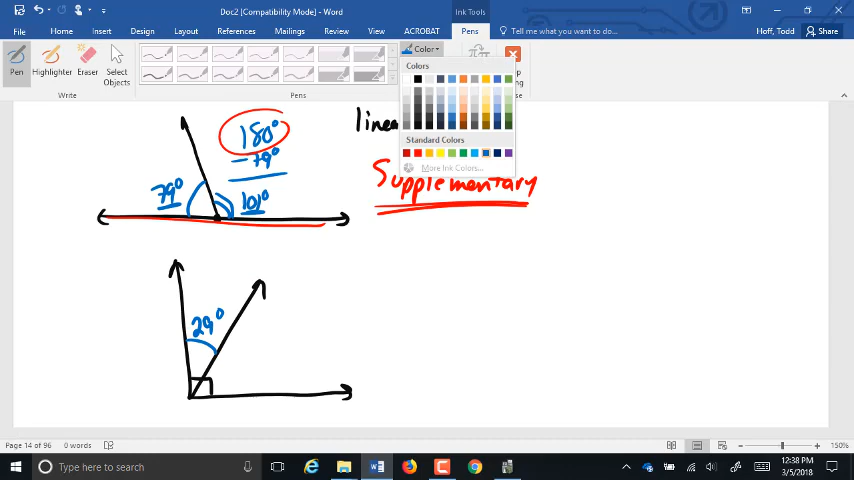 Doc2 [Compatibility Mode] - Word
Ink Tools
Hoff, Todd
File Home Insert Design Layout References Mailings Review View ACROBAT Pens Tell me what you want to do... Share
Pen Highlighter Eraser Select Objects
Color
Write
Pens
Colors
Standard Colors
More Ink Colors...
180°
-79°
79° 101°
linea
Supplementary
29°
Page 14 of 96 0 words 150%
Type here to search
12:38 PM
3/5/2018